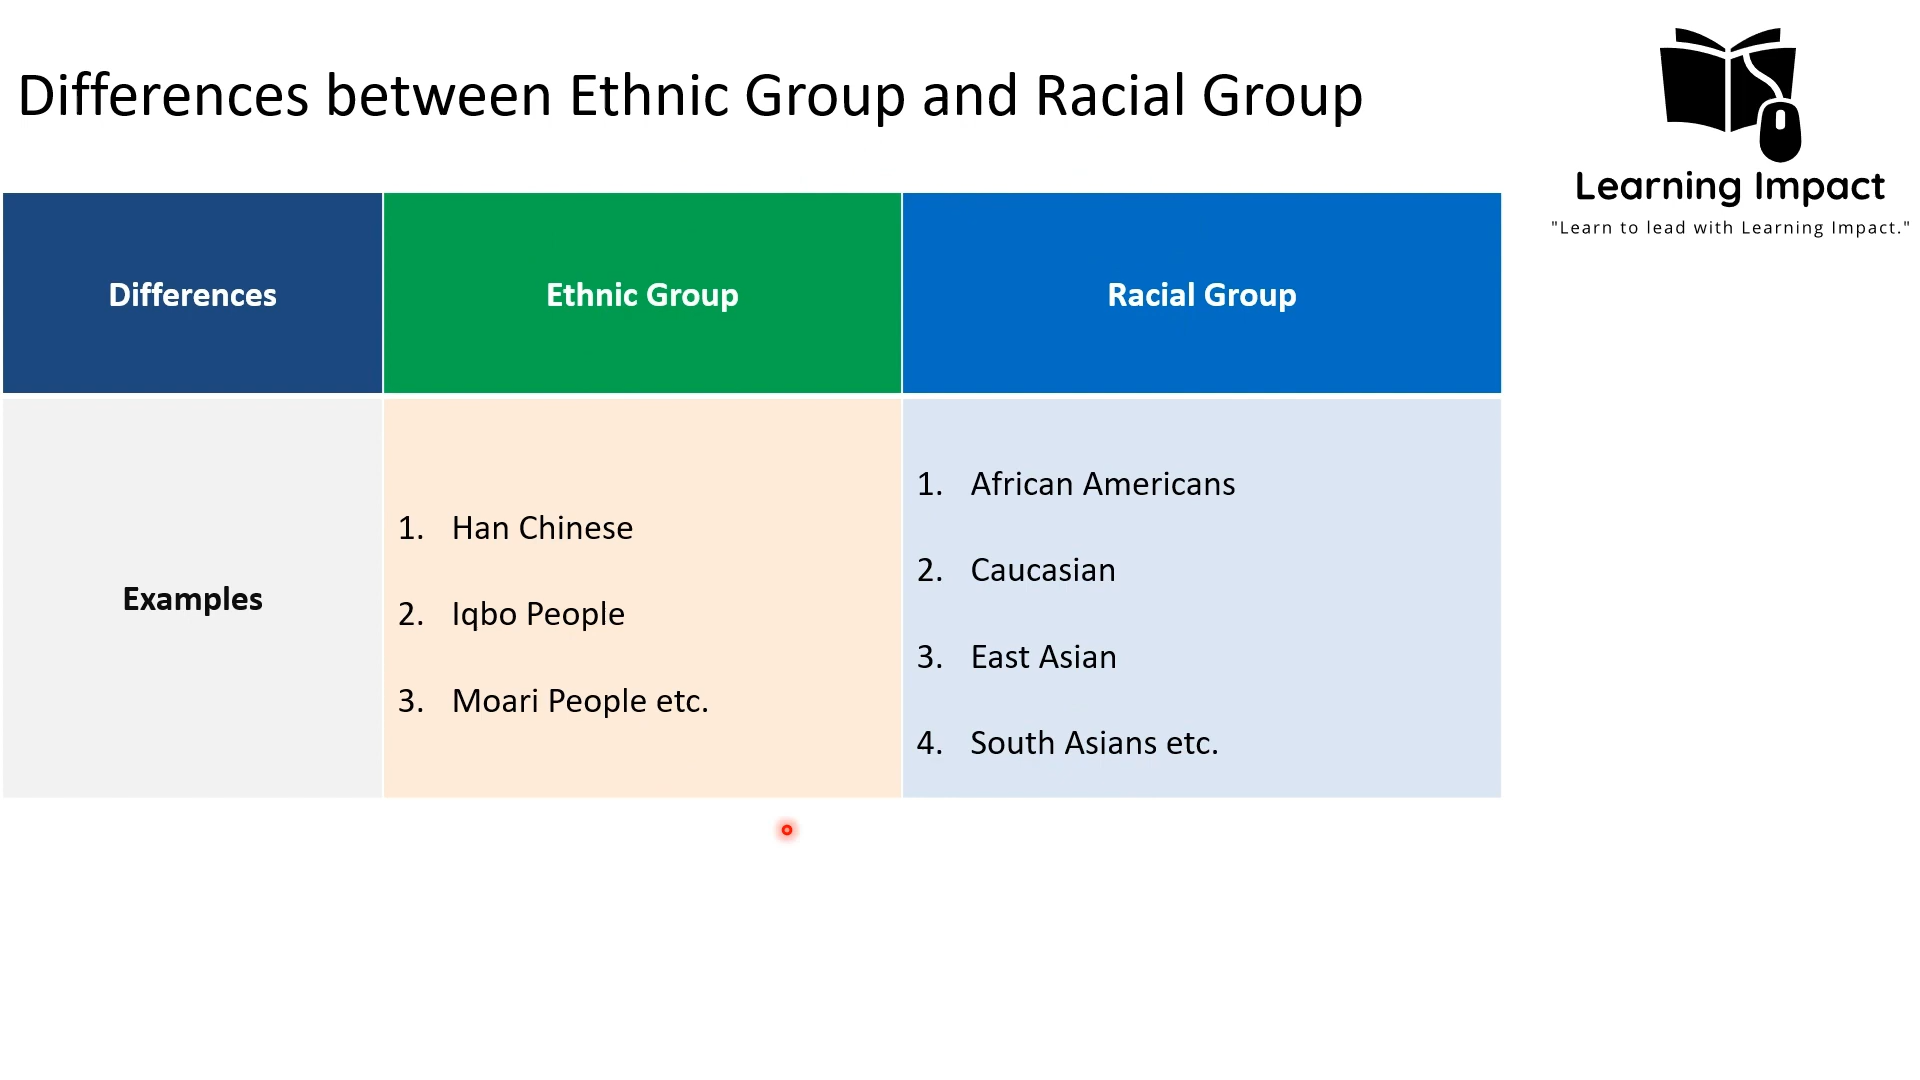 Differences between Ethnic Group and Racial Group
Learning Impact
"Learn to lead with Learning Impact."
Differences
Ethnic Group
Racial Group
Examples
1. Han Chinese
2. Iqbo People
3. Moari People etc.
1. African Americans
2. Caucasian
3. East Asian
4. South Asians etc.